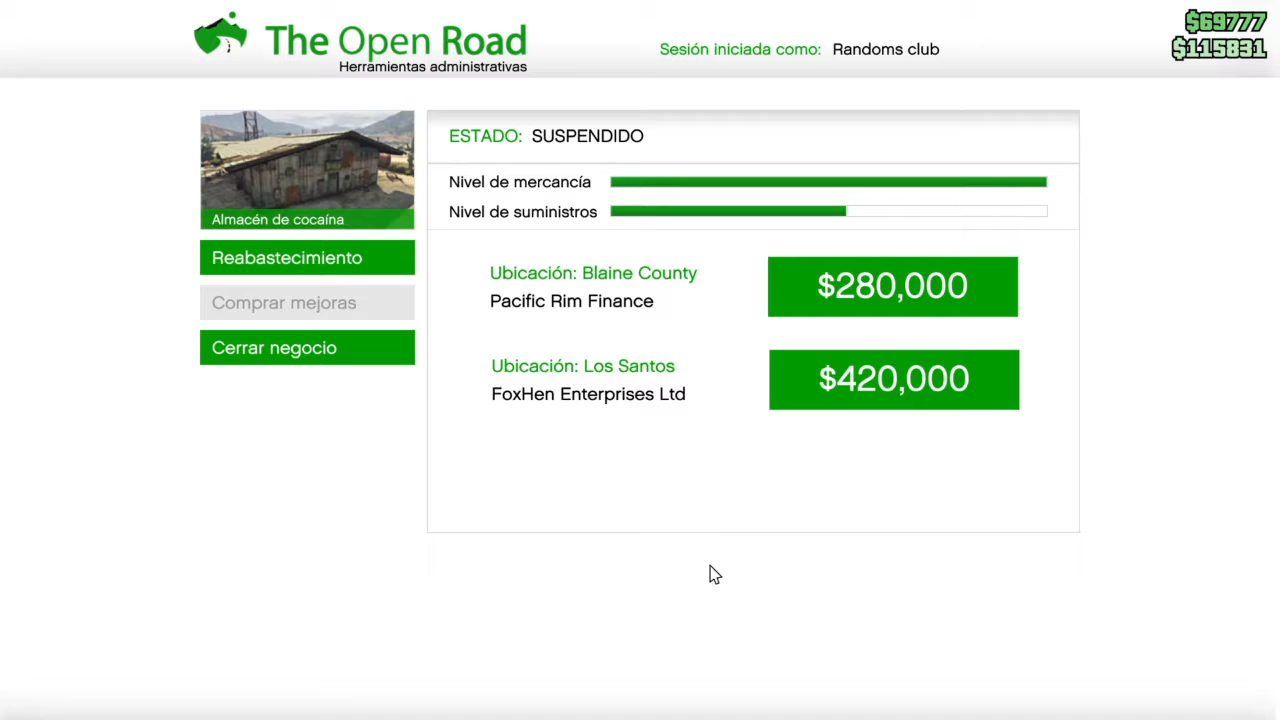 The Open Road
Herramientas administrativas
Sesión iniciada como: Randoms club
$69777
$115831
Almacén de cocaína
Reabastecimiento
Comprar mejoras
Cerrar negocio
ESTADO: SUSPENDIDO
Nivel de mercancía
Nivel de suministros
Ubicación: Blaine County
Pacific Rim Finance
$280,000
Ubicación: Los Santos
FoxHen Enterprises Ltd
$420,000